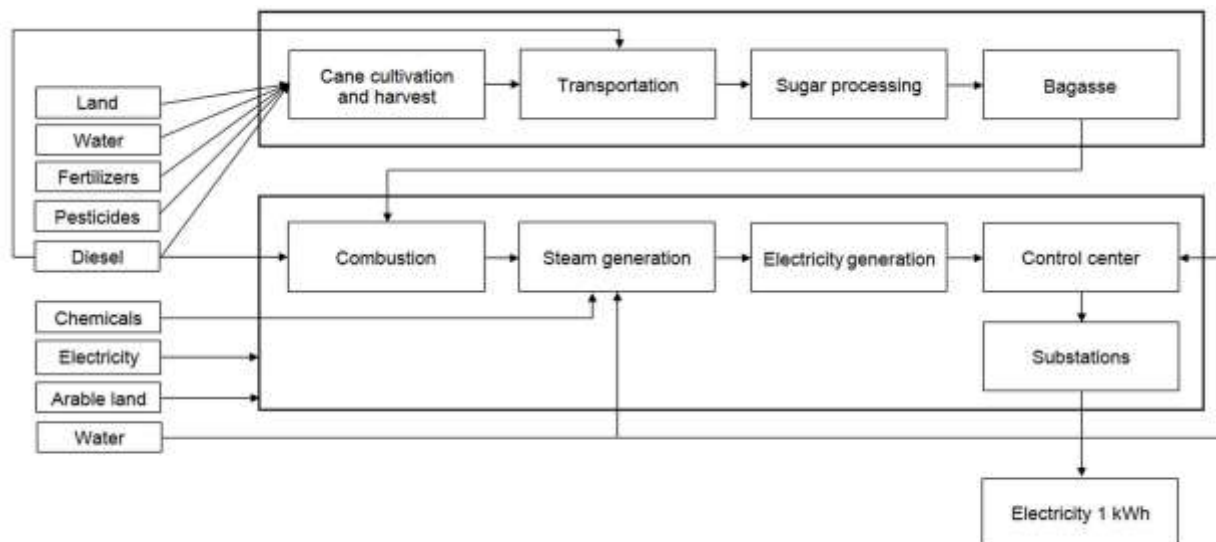 Cane cultivation
and harvest
Transportation
Sugar processing
Bagasse
Land
Water
Fertilizers
Pesticides
Diesel
Combustion
Steam generation
Electricity generation
Control center
Chemicals
Electricity
Substations
Arable land
Water
Electricity 1 kWh